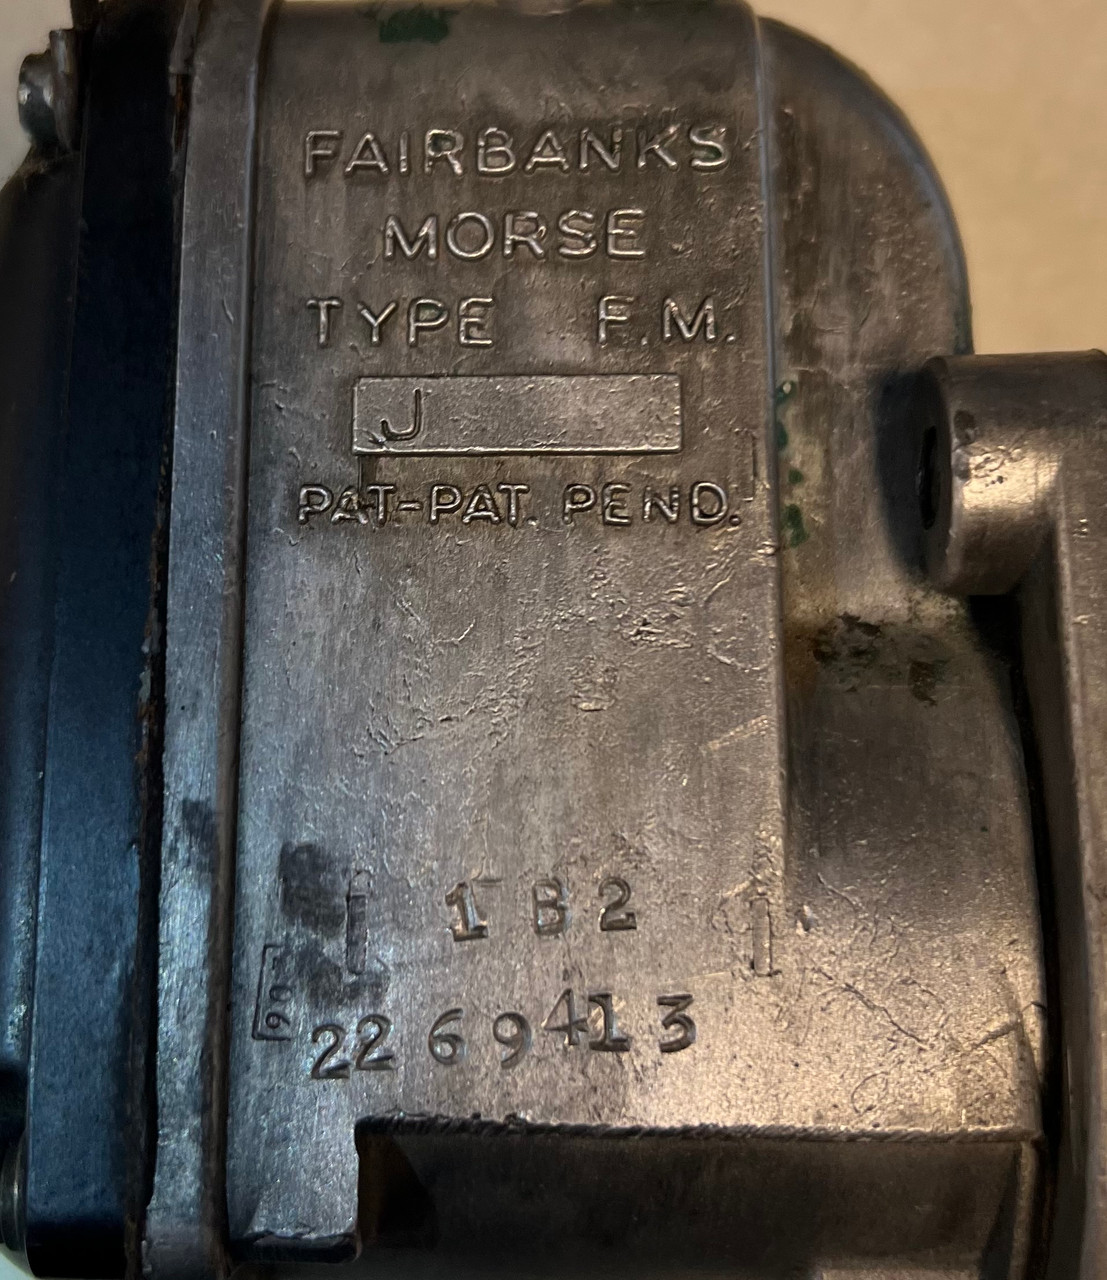 FAIRBANKS
MORSE
TYPE F.M.
J
PAT-PAT. PEND.
1 B 2
2269413